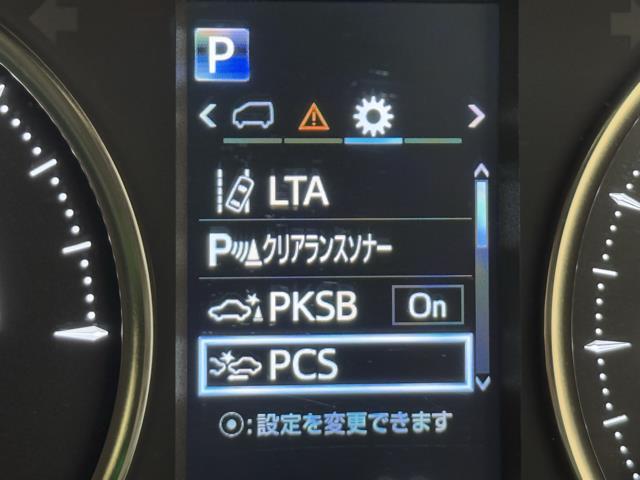 P
LTA
Pクリアランスソナー
PKSB On
PCS
:設定を変更できます